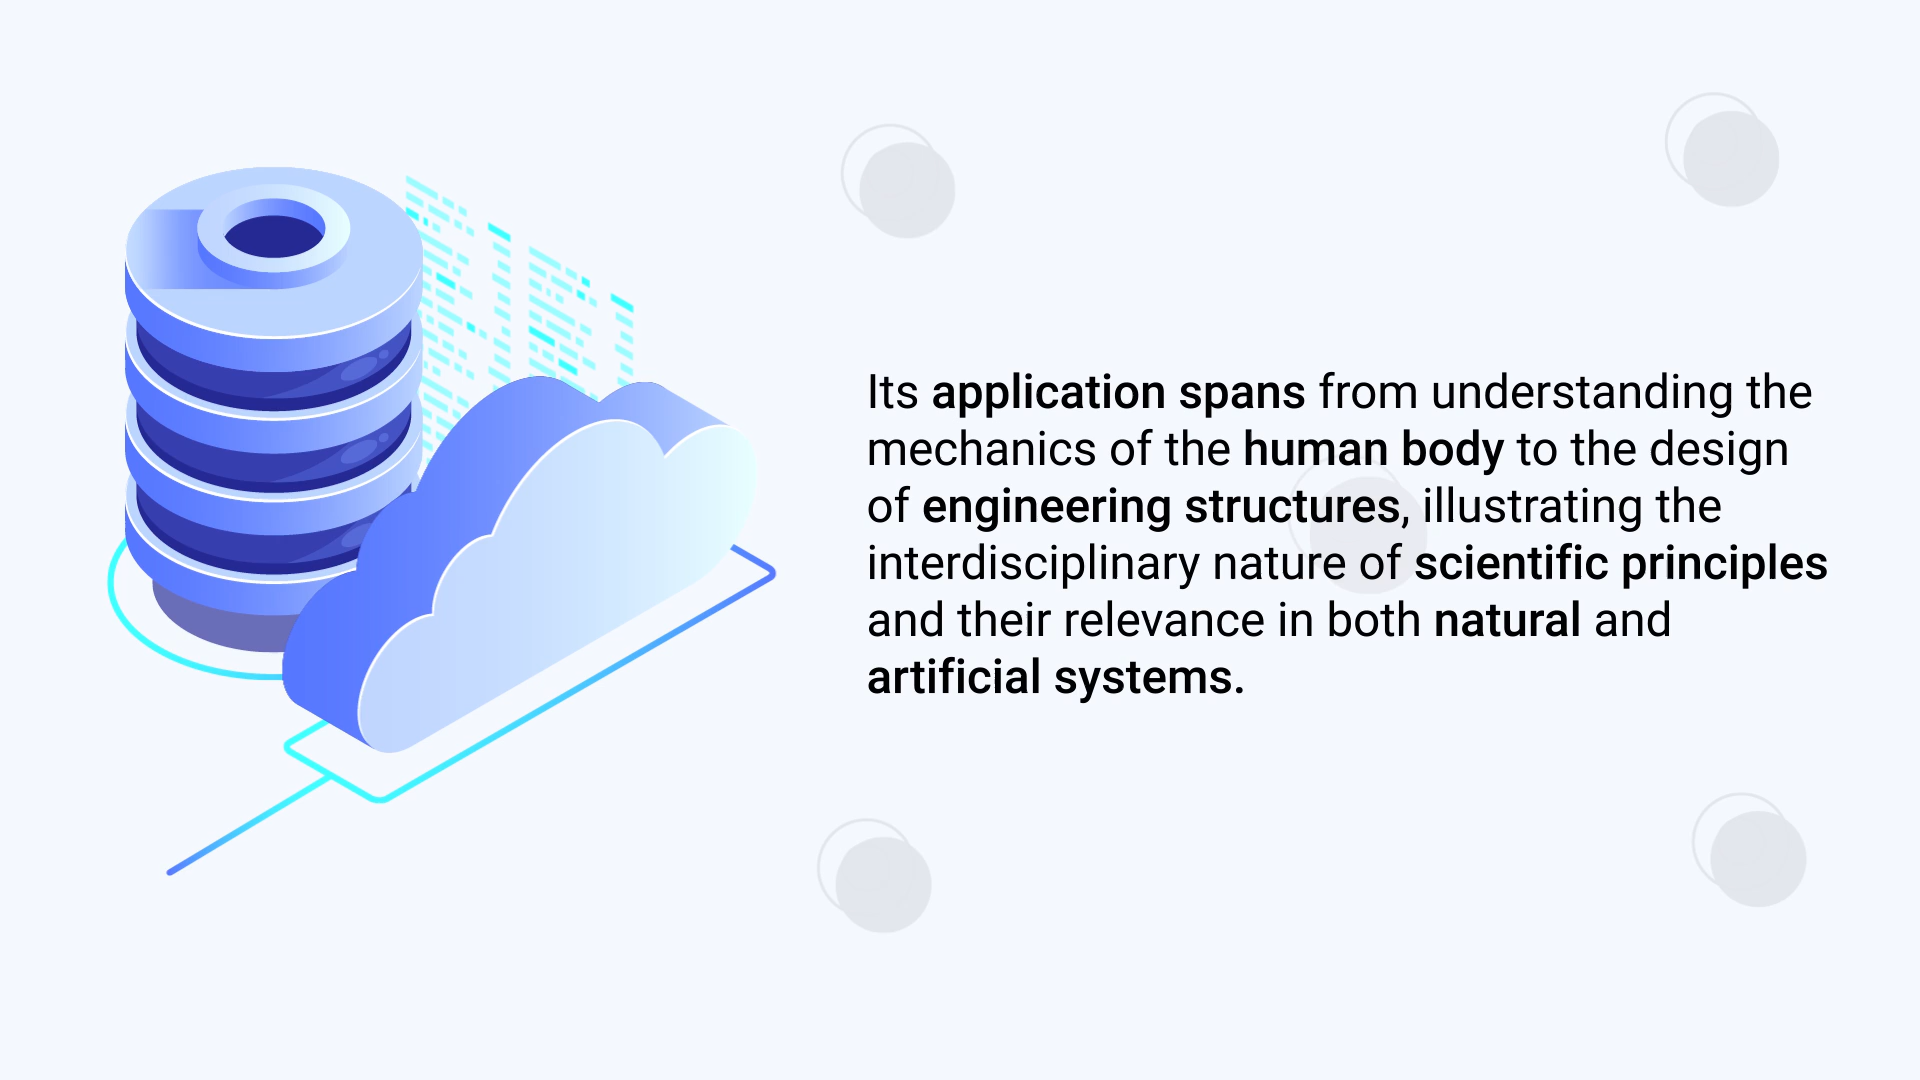 Its application spans from understanding the
mechanics of the human body to the design
of engineering structures, illustrating the
interdisciplinary nature of scientific principles
and their relevance in both natural and
artificial systems.